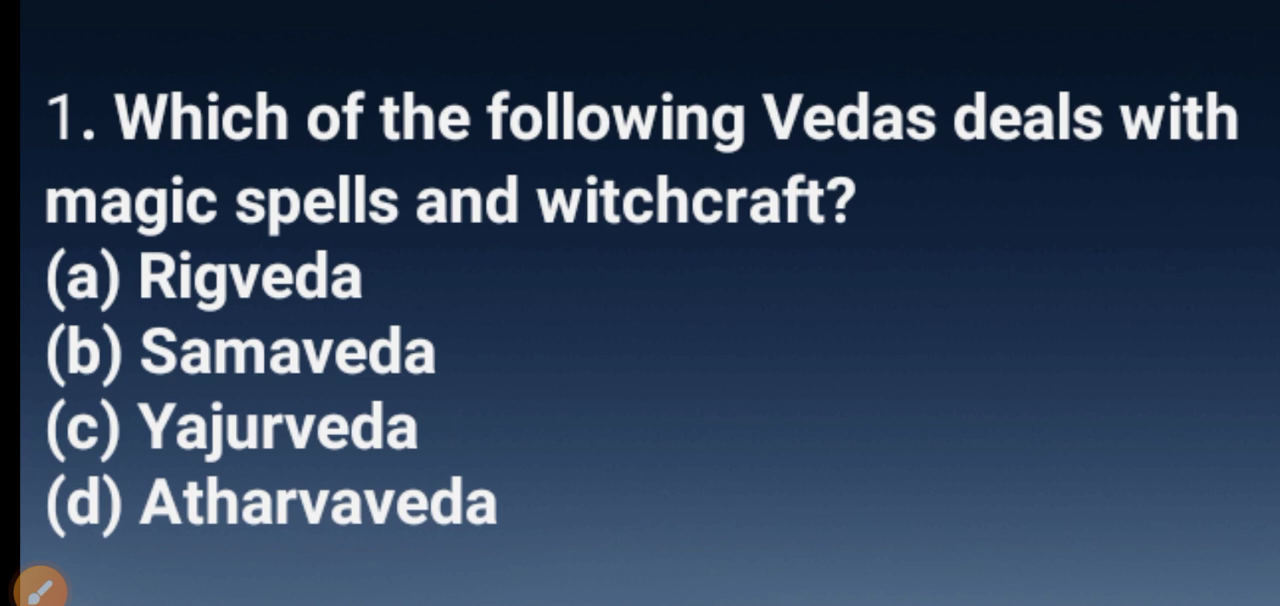 1. Which of the following Vedas deals with
magic spells and witchcraft?
(a) Rigveda
(b) Samaveda
(c) Yajurveda
(d) Atharvaveda